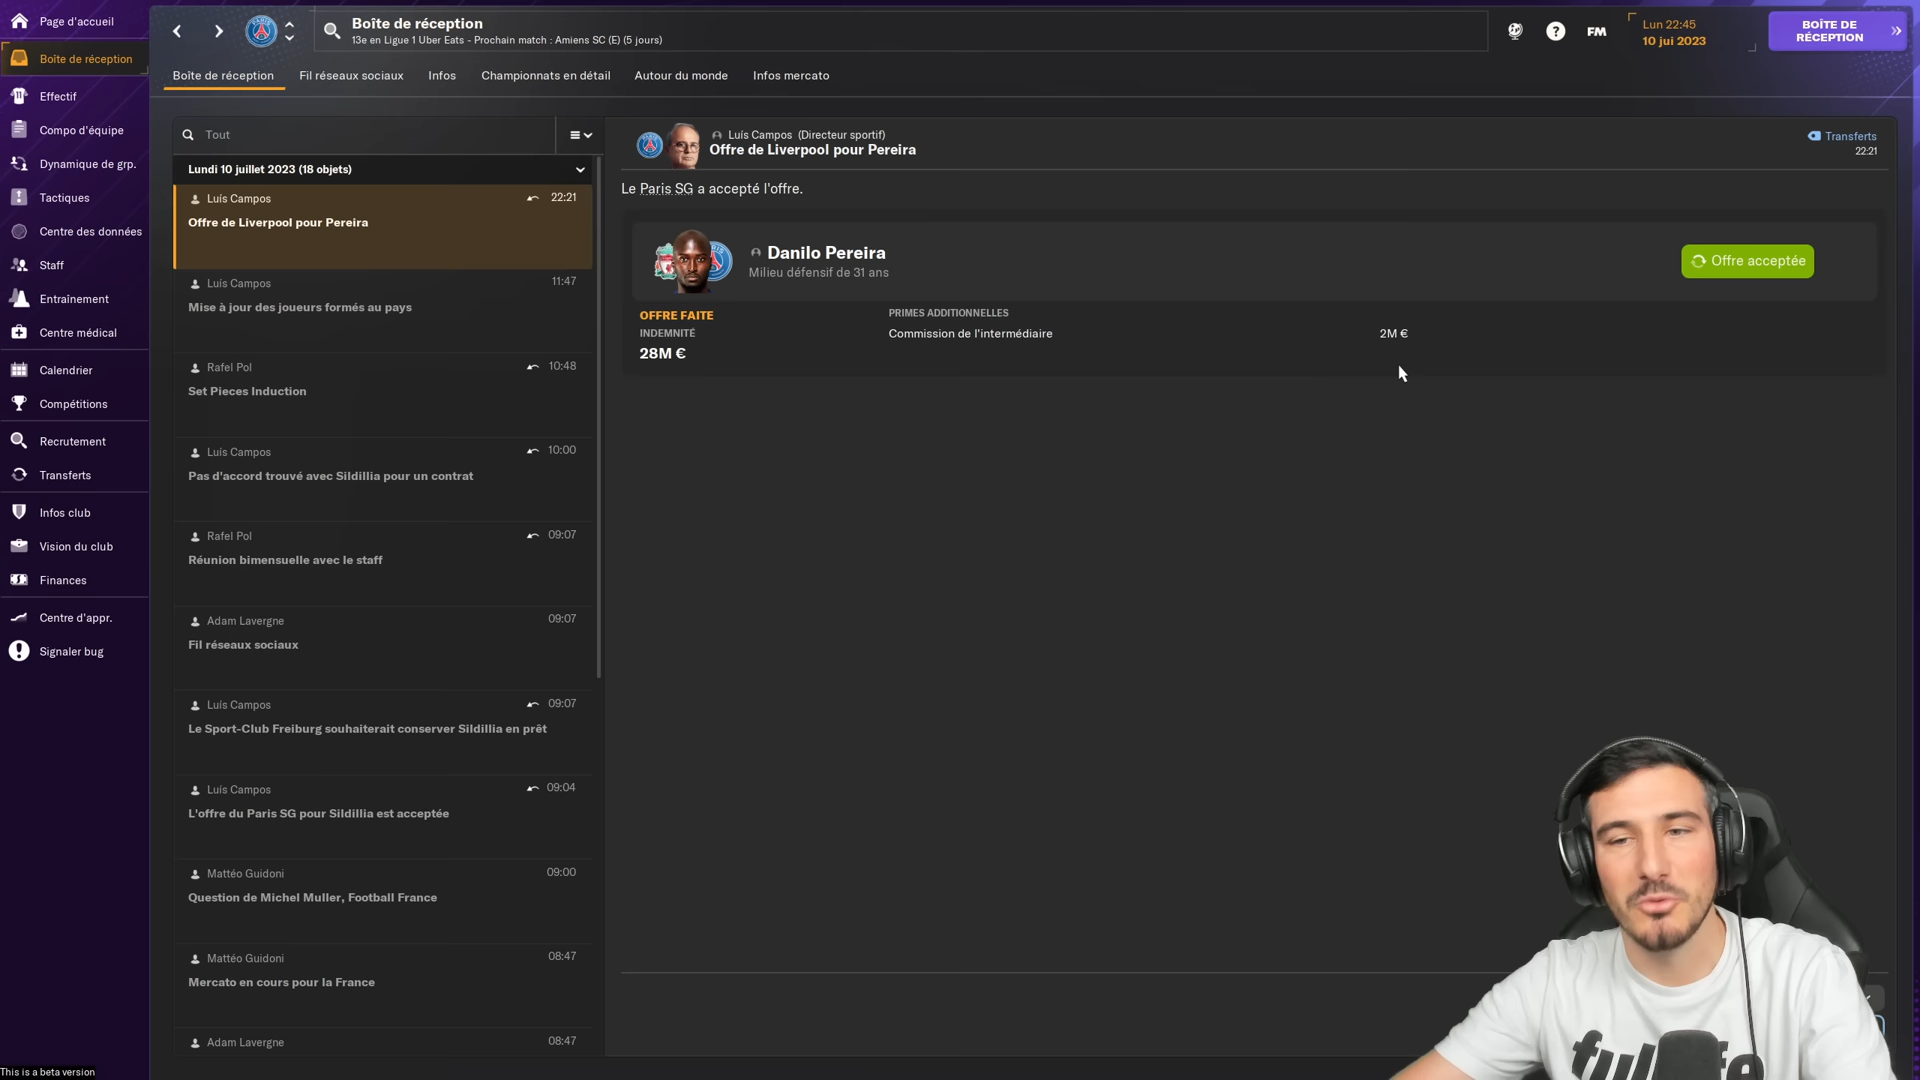 Page d'accueil
Boîte de réception
Effectif
Compo d'équipe
Dynamique de grp.
Tactiques
Centre des données
Staff
Entraînement
Centre médical
Calendrier
Compétitions
Recrutement
Transferts
Infos club
Vision du club
Finances
Centre d'appr.
Signaler bug
This is a beta version
Boîte de réception
13e en Ligue 1 Uber Eats - Prochain match : Amiens SC (E) (5 jours)
FM
Lun 22:45
10 jui 2023
BOÎTE DE
RÉCEPTION
Boîte de réception
Fil réseaux sociaux
Infos
Championnats en détail
Autour du monde
Infos mercato
Tout
Lundi 10 juillet 2023 (18 objets)
Luís Campos 22:21
Offre de Liverpool pour Pereira
Luís Campos 11:47
Mise à jour des joueurs formés au pays
Rafel Pol 10:48
Set Pieces Induction
Luís Campos 10:00
Pas d'accord trouvé avec Sildillia pour un contrat
Rafel Pol 09:07
Réunion bimensuelle avec le staff
Adam Lavergne 09:07
Fil réseaux sociaux
Luís Campos 09:07
Le Sport-Club Freiburg souhaiterait conserver Sildillia en prêt
Luís Campos 09:04
L'offre du Paris SG pour Sildillia est acceptée
Mattéo Guidoni 09:00
Question de Michel Muller, Football France
Mattéo Guidoni 08:47
Mercato en cours pour la France
Adam Lavergne 08:47
Luís Campos (Directeur sportif)
Offre de Liverpool pour Pereira
Transferts
22:21
Le Paris SG a accepté l'offre.
Danilo Pereira
Milieu défensif de 31 ans
Offre acceptée
OFFRE FAITE
INDEMNITÉ
28M €
PRIMES ADDITIONNELLES
Commission de l'intermédiaire 2M €